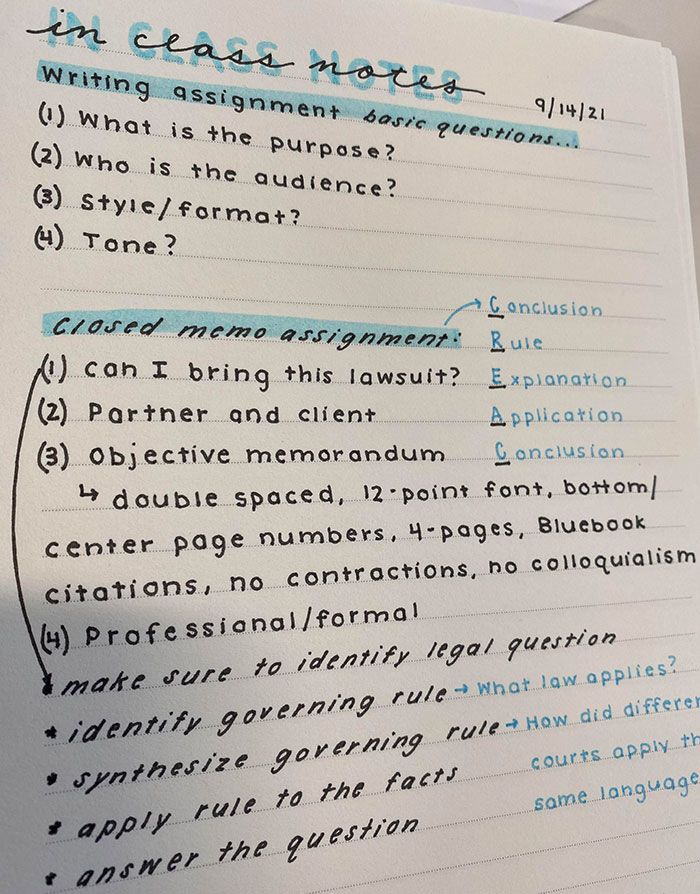 IN CLASS NOTES
in class notes
9/14/21
Writing assignment basic questions...
(1) What is the purpose?
(2) Who is the audience?
(3) Style/format?
(4) Tone?
Closed memo assignment:
Conclusion
Rule
Explanation
Application
Conclusion
(1) Can I bring this lawsuit?
(2) Partner and client
(3) Objective memorandum
↳ double spaced, 12-point font, bottom/
center page numbers, 4-pages, Bluebook
citations, no contractions, no colloquialism
(4) Professional/formal
* make sure to identify legal question
* identify governing rule → What law applies?
* synthesize governing rule → How did
courts apply
same language
* apply rule to the facts
* answer the question